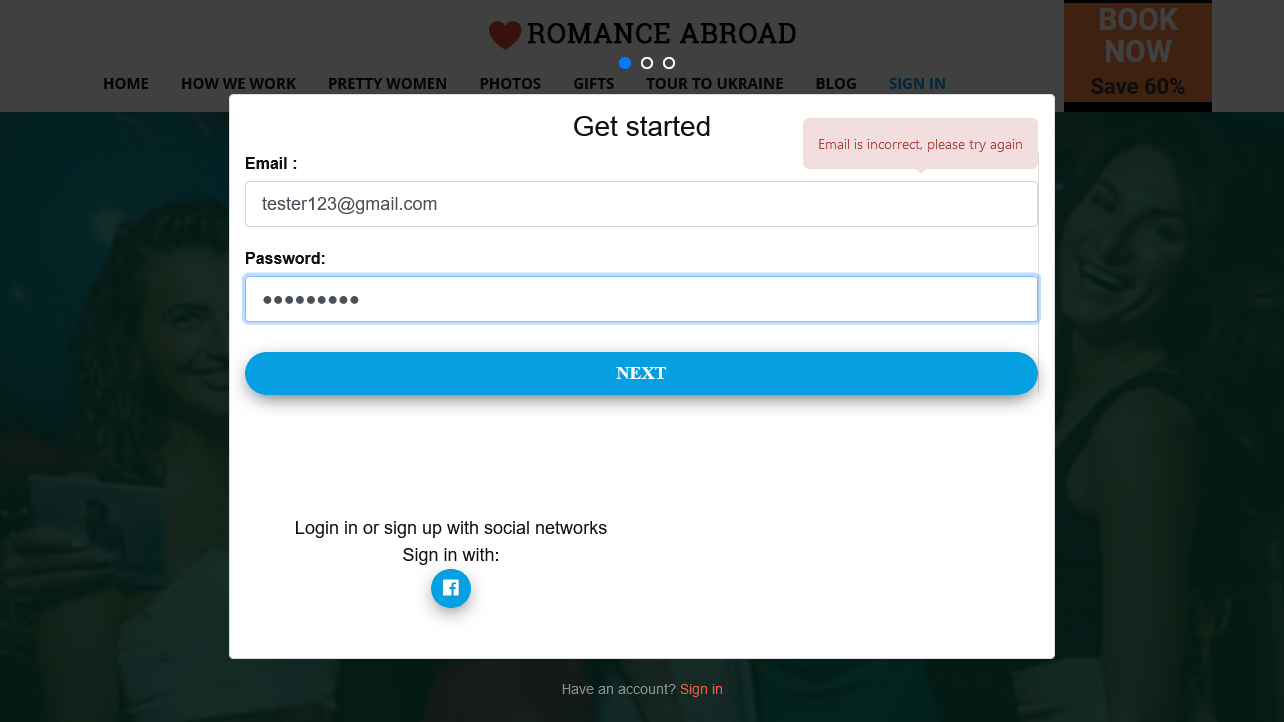 ROMANCE ABROAD
BOOK
NOW
Save 60%
HOME HOW WE WORK PRETTY WOMEN PHOTOS GIFTS TOUR TO UKRAINE BLOG SIGN IN
Get started
Email is incorrect, please try again
Email :
tester123@gmail.com
Password:
●●●●●●●●●
NEXT
Login in or sign up with social networks
Sign in with:
Have an account? Sign in